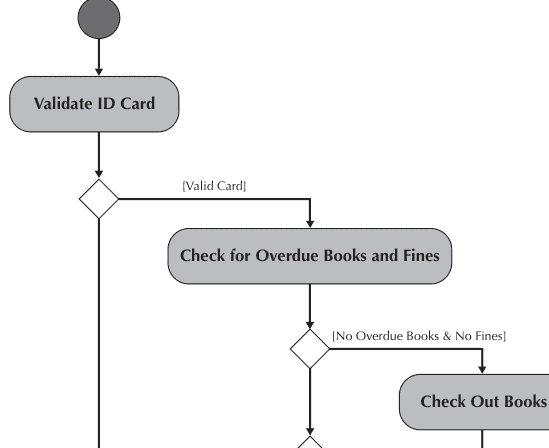 Validate ID Card
[Valid Card]
Check for Overdue Books and Fines
[No Overdue Books & No Fines]
Check Out Books